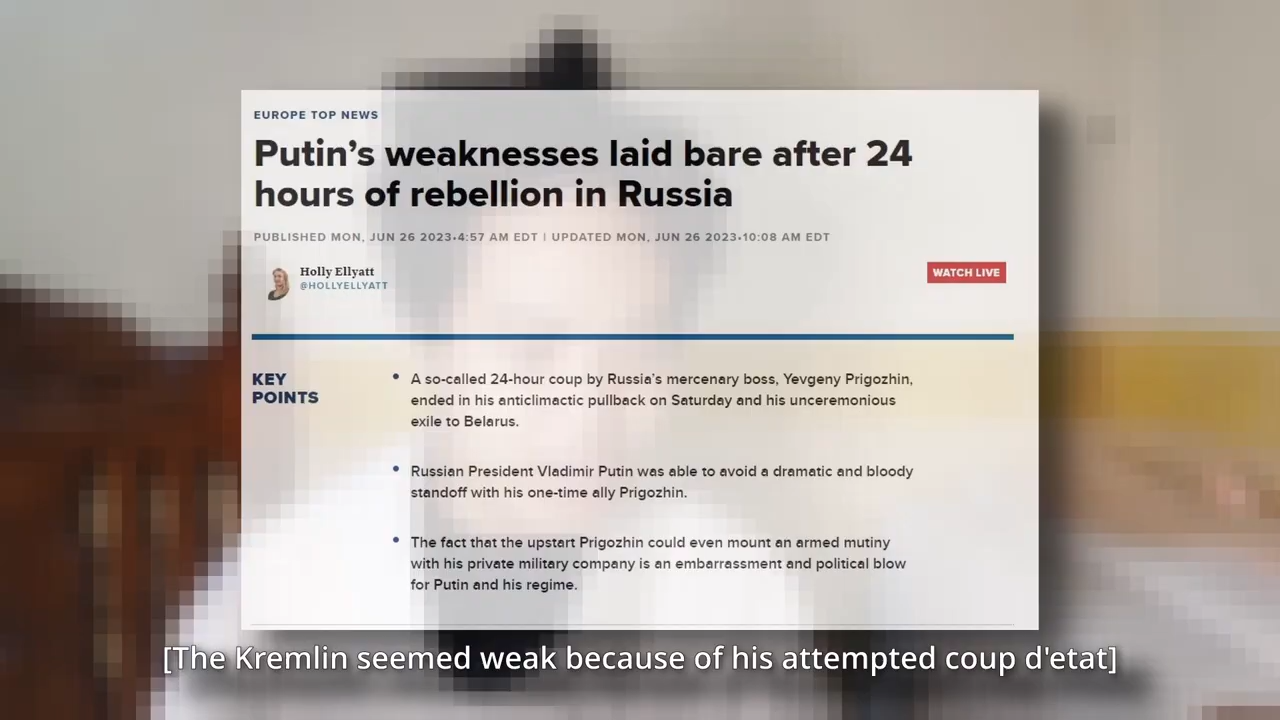 EUROPE TOP NEWS
Putin’s weaknesses laid bare after 24
hours of rebellion in Russia
PUBLISHED MON, JUN 26 2023•4:57 AM EDT | UPDATED MON, JUN 26 2023•10:08 AM EDT
Holly Ellyatt
@HOLLYELLYATT
WATCH LIVE
KEY
POINTS
• A so-called 24-hour coup by Russia’s mercenary boss, Yevgeny Prigozhin,
ended in his anticlimactic pullback on Saturday and his unceremonious
exile to Belarus.
• Russian President Vladimir Putin was able to avoid a dramatic and bloody
standoff with his one-time ally Prigozhin.
• The fact that the upstart Prigozhin could even mount an armed mutiny
with his private military company is an embarrassment and political blow
for Putin and his regime.
[The Kremlin seemed weak because of his attempted coup d'etat]